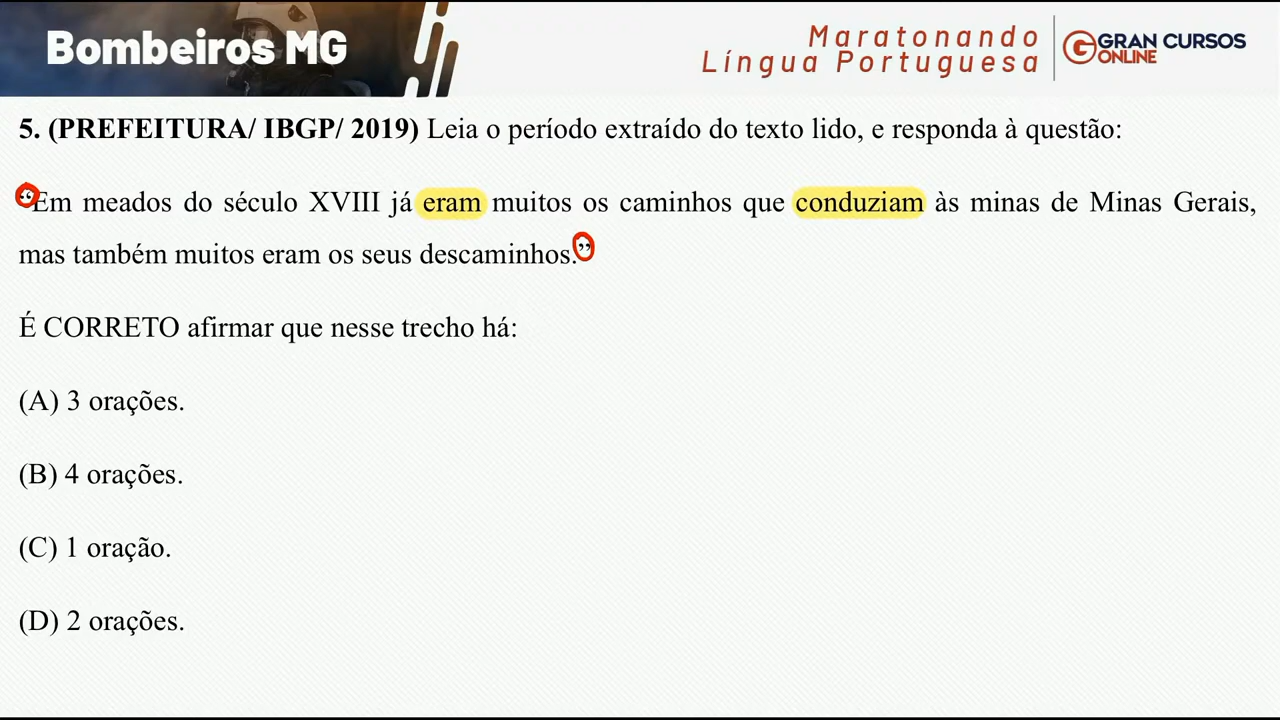 Bombeiros MG
Maratonando
Língua Portuguesa
GRAN CURSOS
ONLINE
5. (PREFEITURA/ IBGP/ 2019) Leia o período extraído do texto lido, e responda à questão:
“Em meados do século XVIII já eram muitos os caminhos que conduziam às minas de Minas Gerais,
mas também muitos eram os seus descaminhos.”
É CORRETO afirmar que nesse trecho há:
(A) 3 orações.
(B) 4 orações.
(C) 1 oração.
(D) 2 orações.